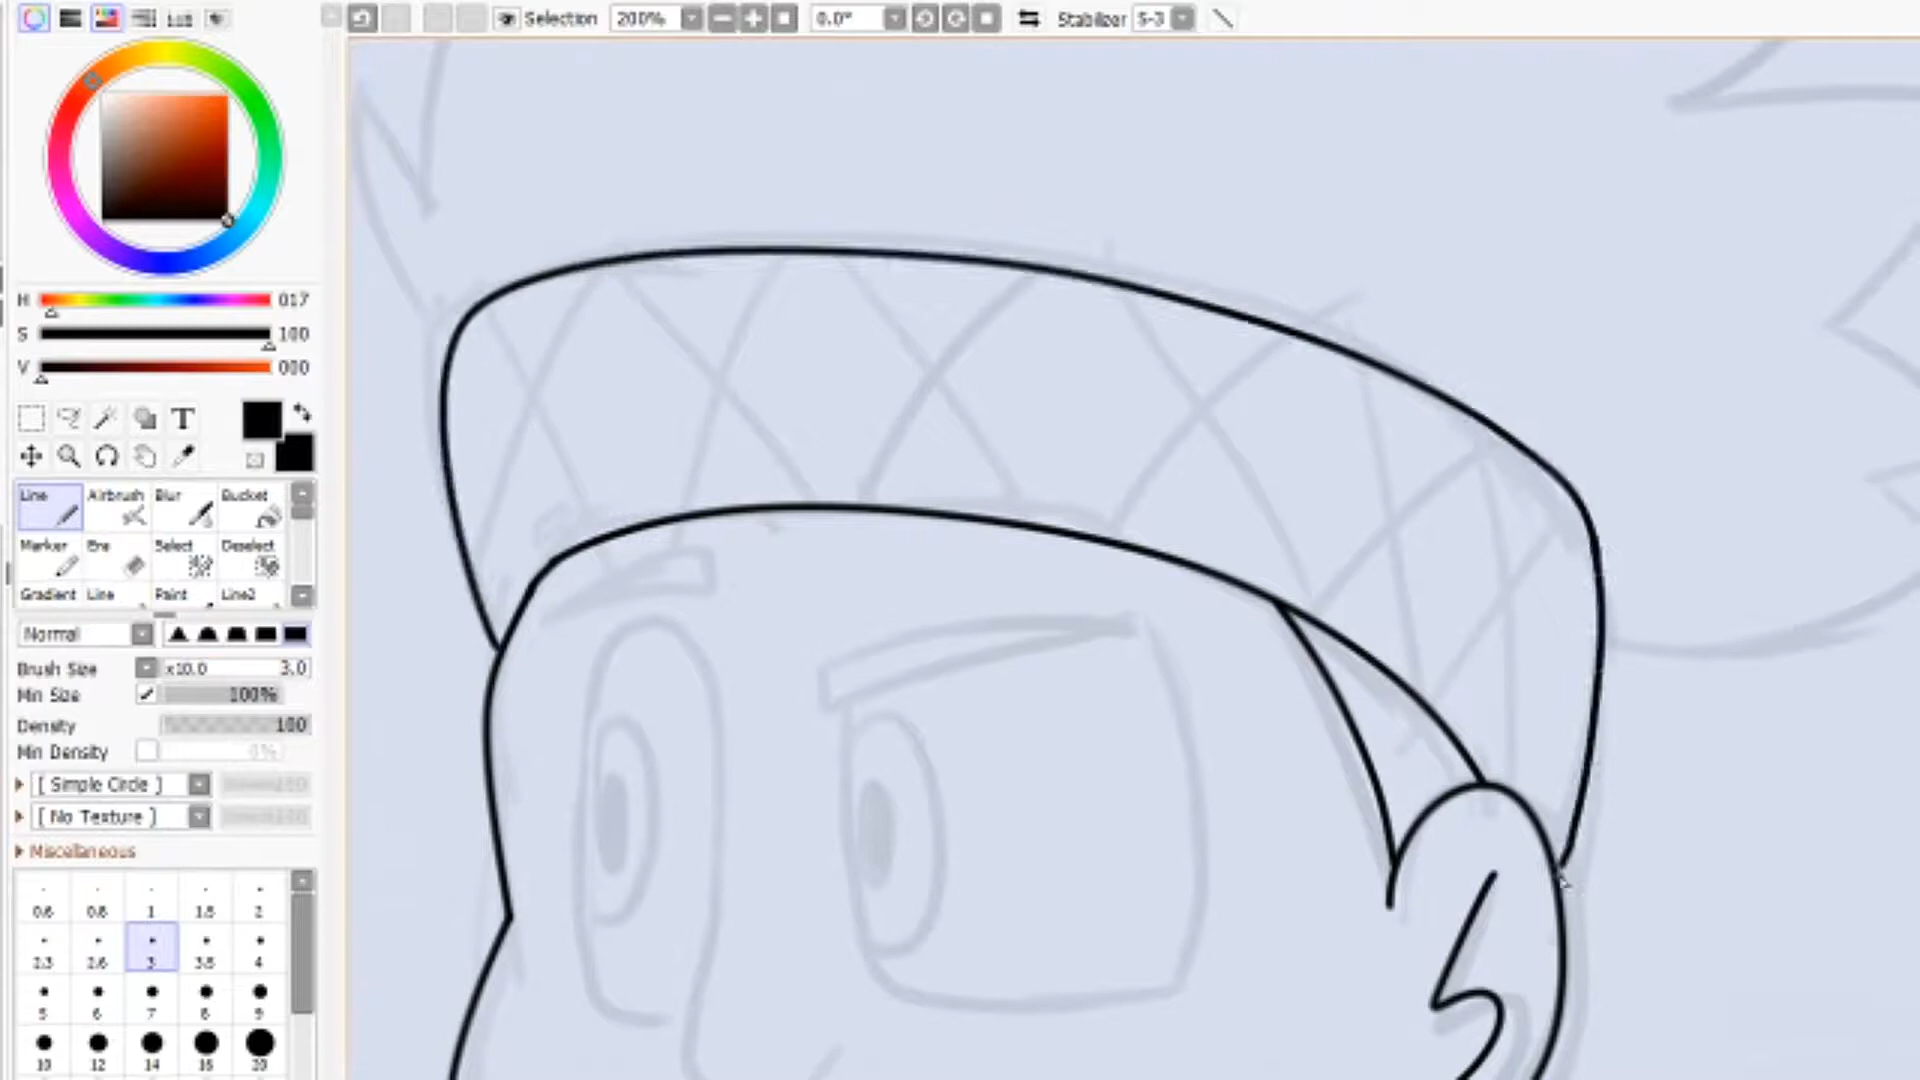 Selection 200% 0.0° Stabilizer S-3
H 017
S 100
V 000
T
Line Airbrush Blur Bucket
Marker Ere Select Deselect
Gradient Line Paint Line2
Normal
Brush Size x10.0 3.0
Min Size 100%
Density 100
Min Density 0%
[ Simple Circle ]
[ No Texture ]
Miscellaneous
0.6 0.8 1 1.5 2
2.3 2.6 3 3.5 4
5 6 7 8 9
10 12 14 16 20